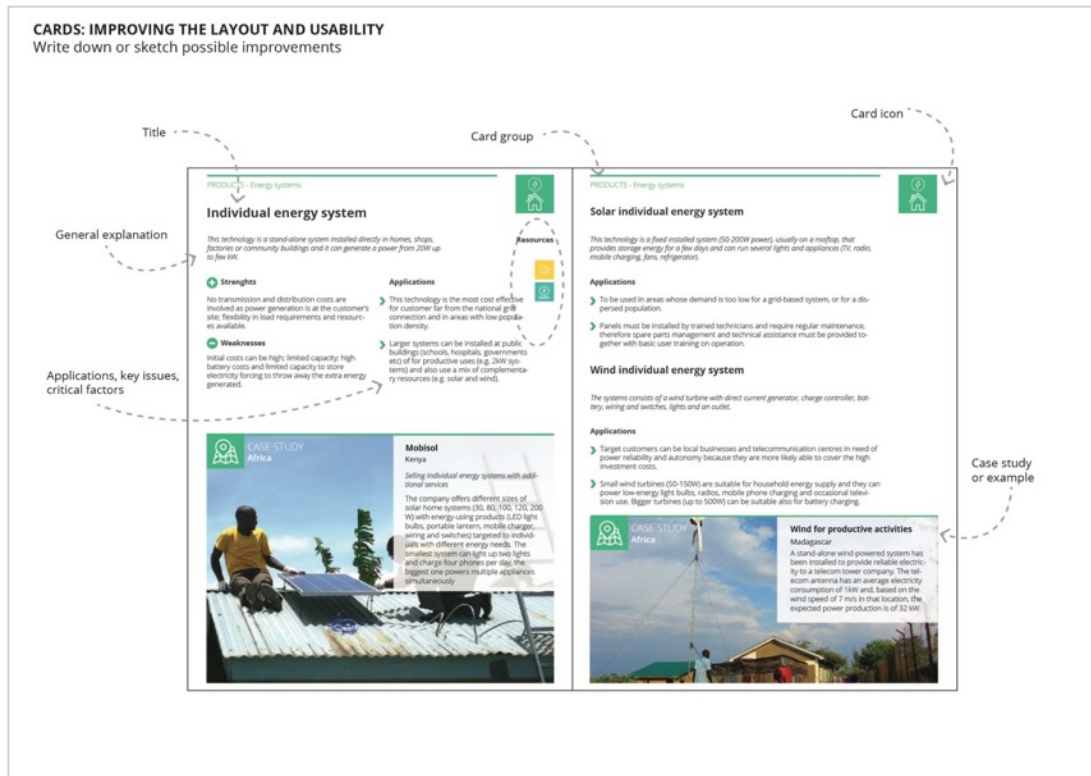 CARDS: IMPROVING THE LAYOUT AND USABILITY
Write down or sketch possible improvements
Title
Card group
Card icon
General explanation
Applications, key issues,
critical factors
Case study
or example
PRODUCTS - Energy systems
Individual energy system
This technology is a stand-alone system installed directly in homes, shops,
factories or community buildings and it can generate a power from 20W up
to few kW.
Resources
Strenghts
No transmission and distribution costs are
involved as power generation is at the customer's
site; flexibility in load requirements and resourc-
es available.
Weaknesses
Initial costs can be high; limited capacity; high
battery costs and limited capacity to store
electricity forcing to throw away the extra energy
generated.
Applications
This technology is the most cost effective
for customer far from the national grid
connection and in areas with low popula-
tion density.
Larger systems can be installed at public
buildings (schools, hospitals, governments
etc) of for productive uses (e.g. 2kW sys-
tems) and also use a mix of complementa-
ry resources (e.g. solar and wind).
CASE STUDY
Africa
Mobisol
Kenya
Selling individual energy systems with addi-
tional services
The company offers different sizes of
solar home systems (30, 80, 100, 120, 200
W) with energy-using products (LED light
bulbs, portable lantern, mobile charger,
wiring and switches) targeted to individ-
uals with different energy needs. The
smallest system can light up two lights
and charge four phones per day, the
biggest one powers multiple appliances
simultaneously
PRODUCTS - Energy systems
Solar individual energy system
This technology is a fixed installed system (50-200W power), usually on a rooftop, that
provides storage energy for a few days and can run several lights and appliances (TV, radio,
mobile charging, fans, refrigerator).
Applications
To be used in areas whose demand is too low for a grid-based system, or for a dis-
persed population.
Panels must be installed by trained technicians and require regular maintenance,
therefore spare parts management and technical assistance must be provided to-
gether with basic user training on operation.
Wind individual energy system
The systems consists of a wind turbine with direct current generator, charge controller, bat-
tery, wiring and switches, lights and an outlet.
Applications
Target customers can be local businesses and telecommunication centres in need of
power reliability and autonomy because they are more likely able to cover the high
investment costs.
Small wind turbines (50-150W) are suitable for household energy supply and they can
power low-energy light bulbs, radios, mobile phone charging and occasional televi-
sion use. Bigger turbines (up to 500W) can be suitable also for battery charging.
CASE STUDY
Africa
Wind for productive activities
Madagascar
A stand-alone wind-powered system has
been installed to provide reliable electric-
ity to a telecom tower company. The tel-
ecom antenna has an average electricity
consumption of 1kW and, based on the
wind speed of 7 m/s in that location, the
expected power production is of 32 kW.